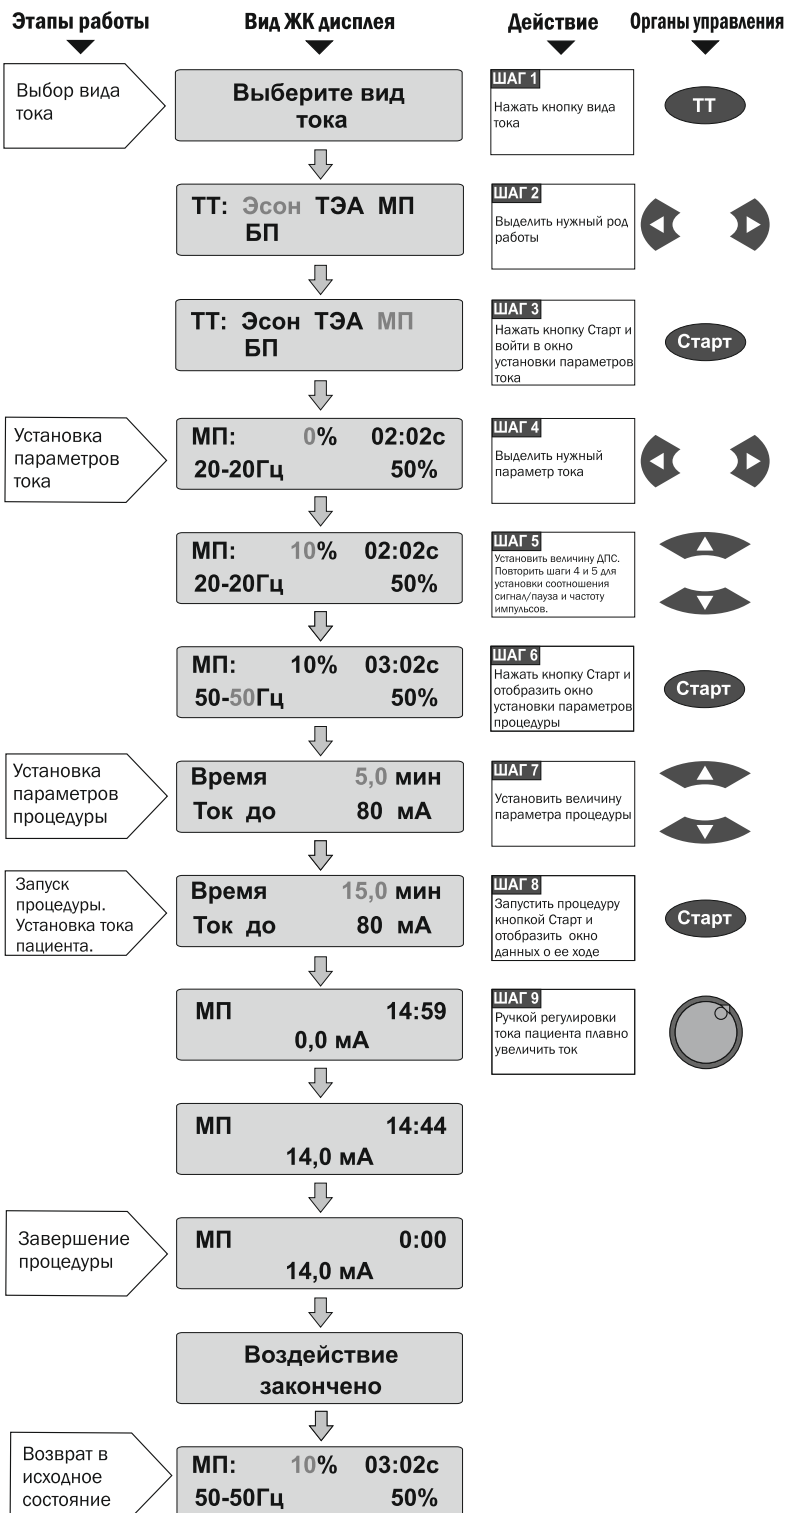 Этапы работы
Вид ЖК дисплея
Действие
Органы управления
Выбор вида
тока
Выберите вид
тока
ШАГ 1
Нажать кнопку вида
тока
ТТ
ТТ: Эсон ТЭА МП
БП
ШАГ 2
Выделить нужный род
работы
ТТ: Эсон ТЭА МП
БП
ШАГ 3
Нажать кнопку Старт и
войти в окно
установки параметров
тока
Старт
Установка
параметров
тока
МП: 0% 02:02с
20-20Гц 50%
ШАГ 4
Выделить нужный
параметр тока
МП: 10% 02:02с
20-20Гц 50%
ШАГ 5
Установить величину ДПС.
Повторить шаги 4 и 5 для
установки соотношения
сигнал/пауза и частоту
импульсов.
МП: 10% 03:02с
50-50Гц 50%
ШАГ 6
Нажать кнопку Старт и
отобразить окно
установки параметров
процедуры
Старт
Установка
параметров
процедуры
Время 5,0 мин
Ток до 80 мА
ШАГ 7
Установить величину
параметра процедуры
Запуск
процедуры.
Установка тока
пациента.
Время 15,0 мин
Ток до 80 мА
ШАГ 8
Запустить процедуру
кнопкой Старт и
отобразить окно
данных о ее ходе
Старт
МП 14:59
0,0 мА
ШАГ 9
Ручкой регулировки
тока пациента плавно
увеличить ток
МП 14:44
14,0 мА
Завершение
процедуры
МП 0:00
14,0 мА
Воздействие
закончено
Возврат в
исходное
состояние
МП: 10% 03:02с
50-50Гц 50%